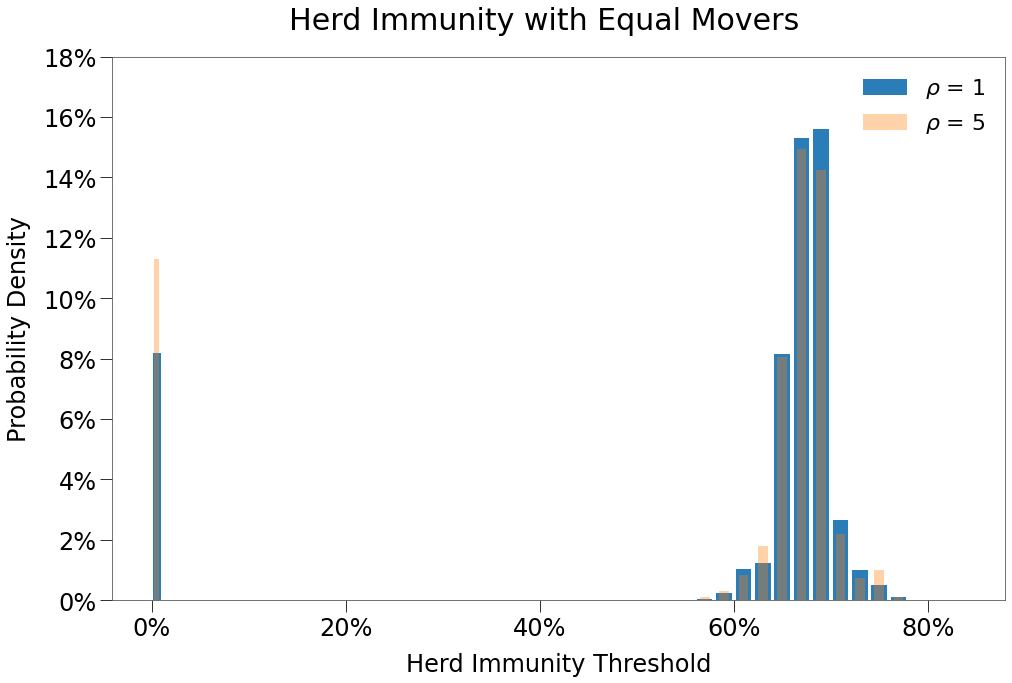 Herd Immunity with Equal Movers
18%
16%
14%
12%
10%
8%
6%
4%
2%
0%
Probability Density
ρ = 1
ρ = 5
0% 20% 40% 60% 80%
Herd Immunity Threshold